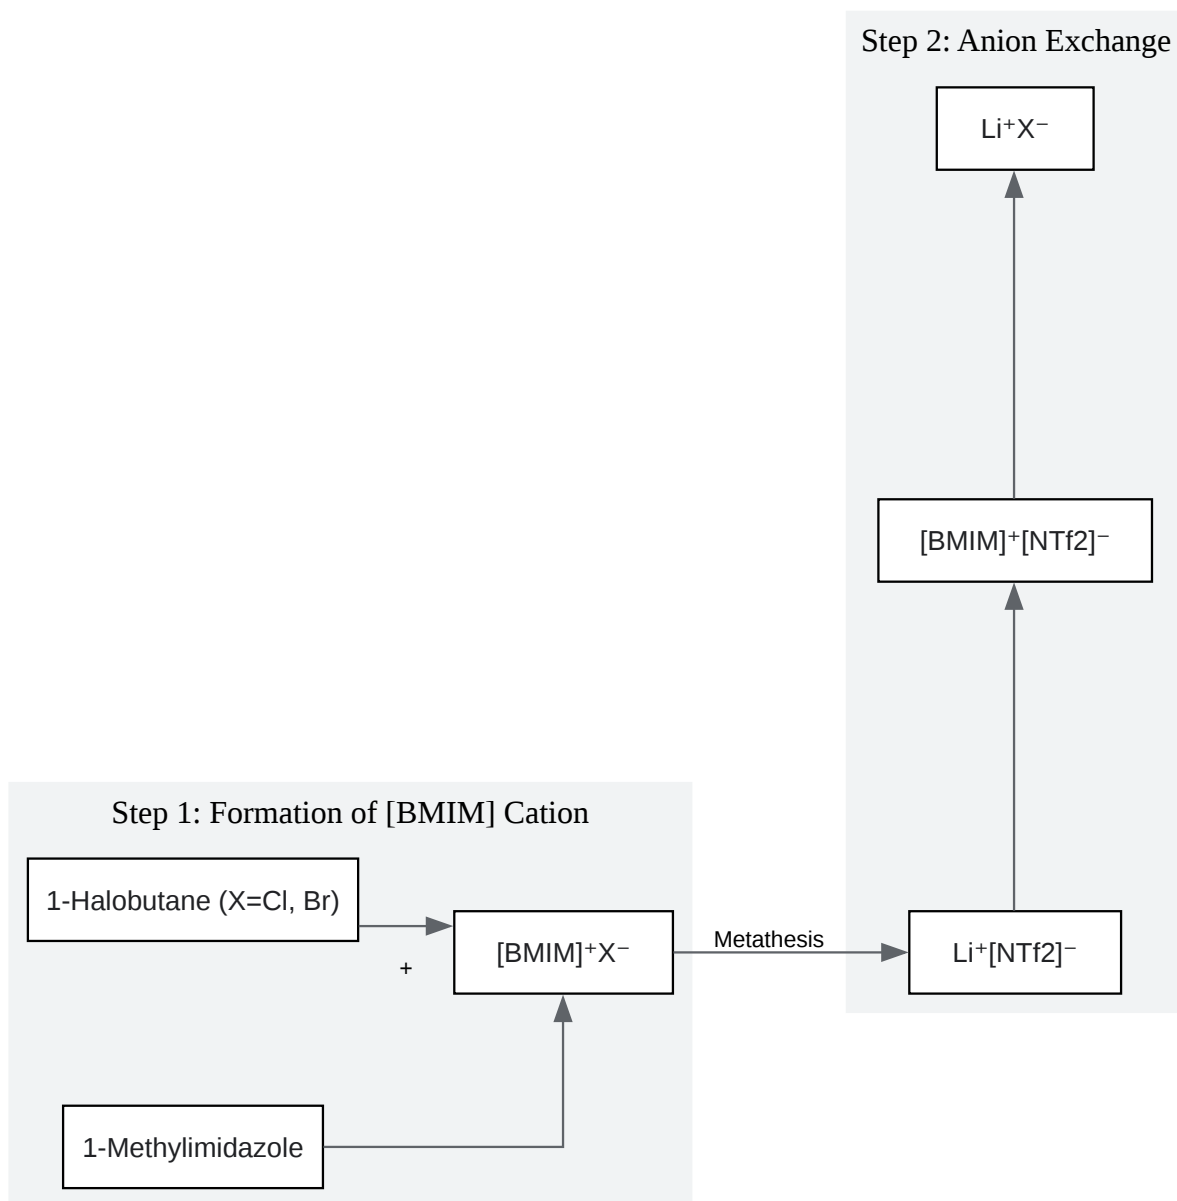 Step 2: Anion Exchange
Li⁺X⁻
[BMIM]⁺[NTf2]⁻
Step 1: Formation of [BMIM] Cation
1-Halobutane (X=Cl, Br)
+
[BMIM]⁺X⁻
Metathesis
Li⁺[NTf2]⁻
1-Methylimidazole